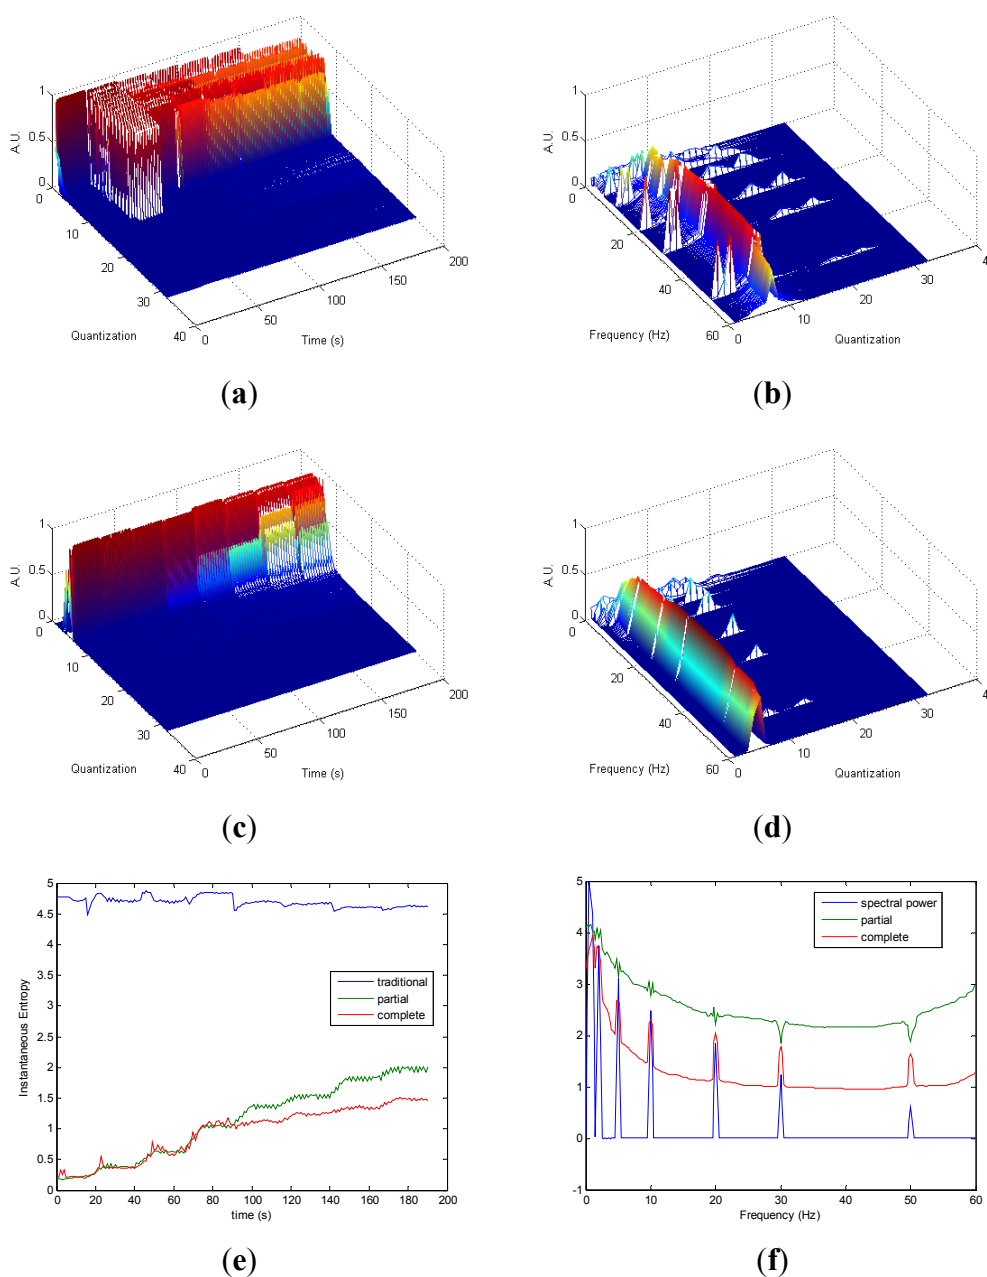 1
0.5
0
A.U.
0
10
20
30
40
Quantization
0
50
100
150
200
Time (s)
(a)
1
0.5
0
A.U.
0
20
40
60
Frequency (Hz)
0
10
20
30
4
Quantization
(b)
1
0.5
0
A.U.
0
10
20
30
40
Quantization
0
50
100
150
200
Time (s)
(c)
1
0.5
0
A.U.
0
20
40
60
Frequency (Hz)
0
10
20
30
4
Quantization
(d)
5
4.5
4
3.5
3
2.5
2
1.5
1
0.5
0
Instantaneous Entropy
traditional
partial
complete
0 20 40 60 80 100 120 140 160 180 200
time (s)
(e)
5
4
3
2
1
0
-1
spectral power
partial
complete
0 10 20 30 40 50 60
Frequency (Hz)
(f)